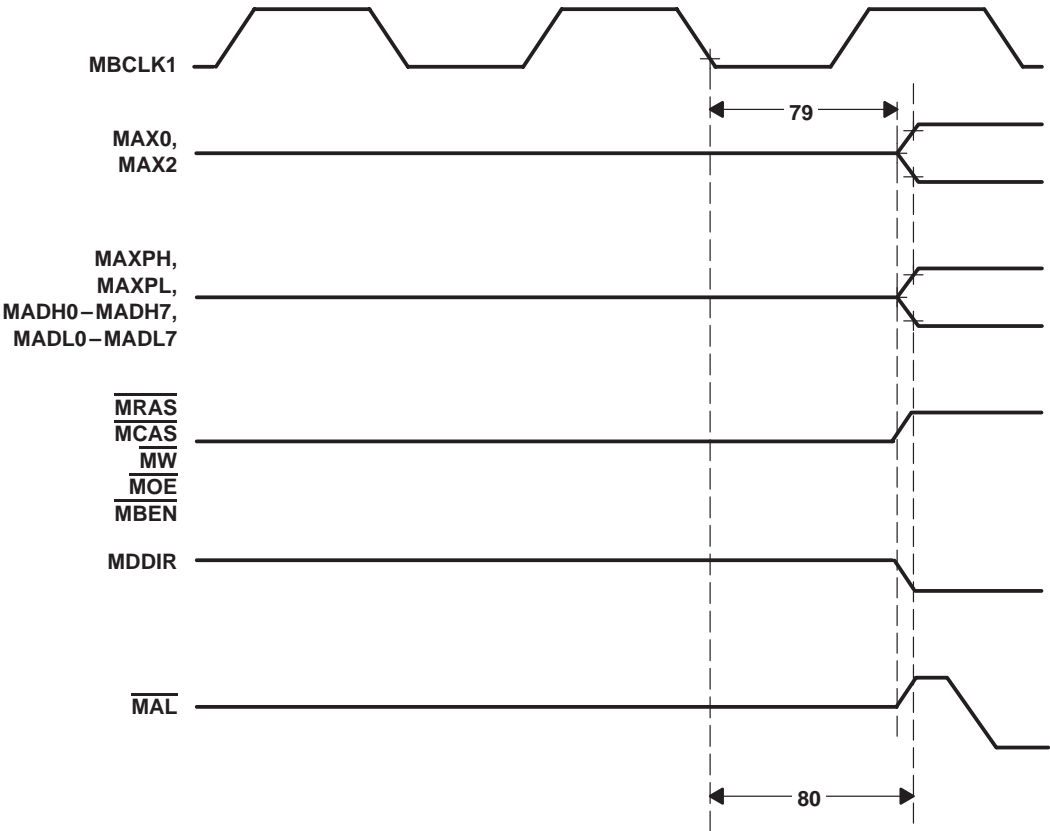 MBCLK1
79
MAX0,
MAX2
MAXPH,
MAXPL,
MADH0–MADH7,
MADL0–MADL7
MRAS
MCAS
MW
MOE
MBEN
MDDIR
MAL
80